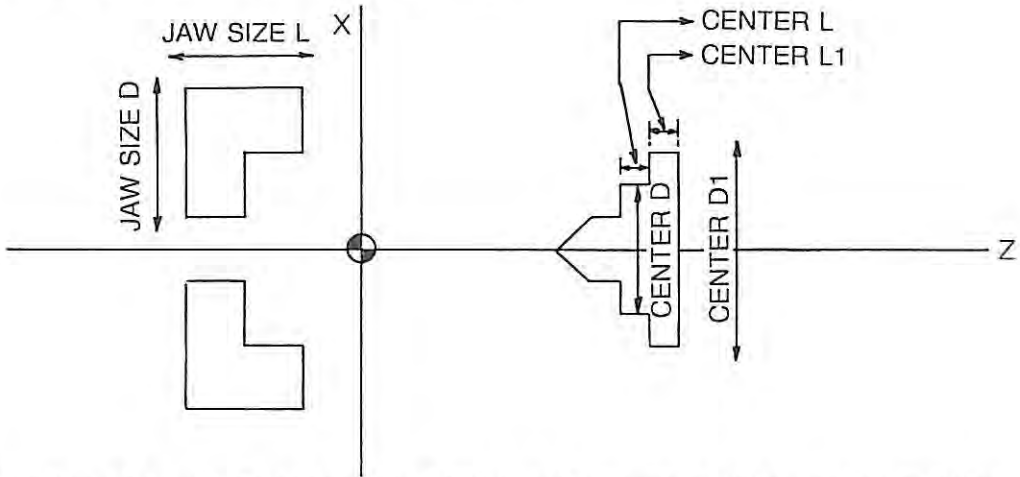 JAW SIZE L
X
CENTER L
CENTER L1
JAW SIZE D
CENTER D
CENTER D1
Z